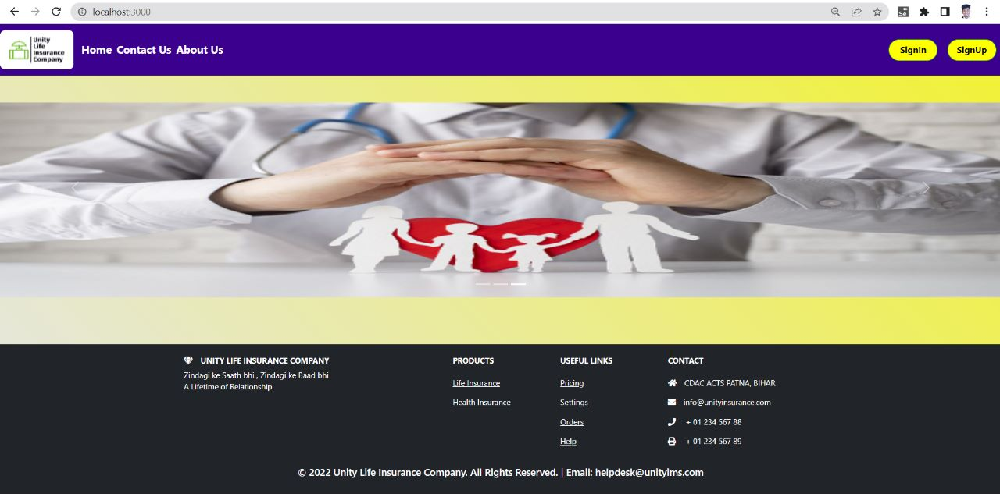 localhost:3000
Se
Unity
Life
Insurance
Company
Home Contact Us About Us
SignIn
SignUp
UNITY LIFE INSURANCE COMPANY
Zindagi ke Saath bhi , Zindagi ke Baad bhi
A Lifetime of Relationship
PRODUCTS
Life Insurance
Health Insurance
USEFUL LINKS
Pricing
Settings
Orders
Help
CONTACT
CDAC ACTS PATNA, BIHAR
info@unityinsurance.com
+ 01 234 567 88
+ 01 234 567 89
© 2022 Unity Life Insurance Company. All Rights Reserved. | Email: helpdesk@unityims.com